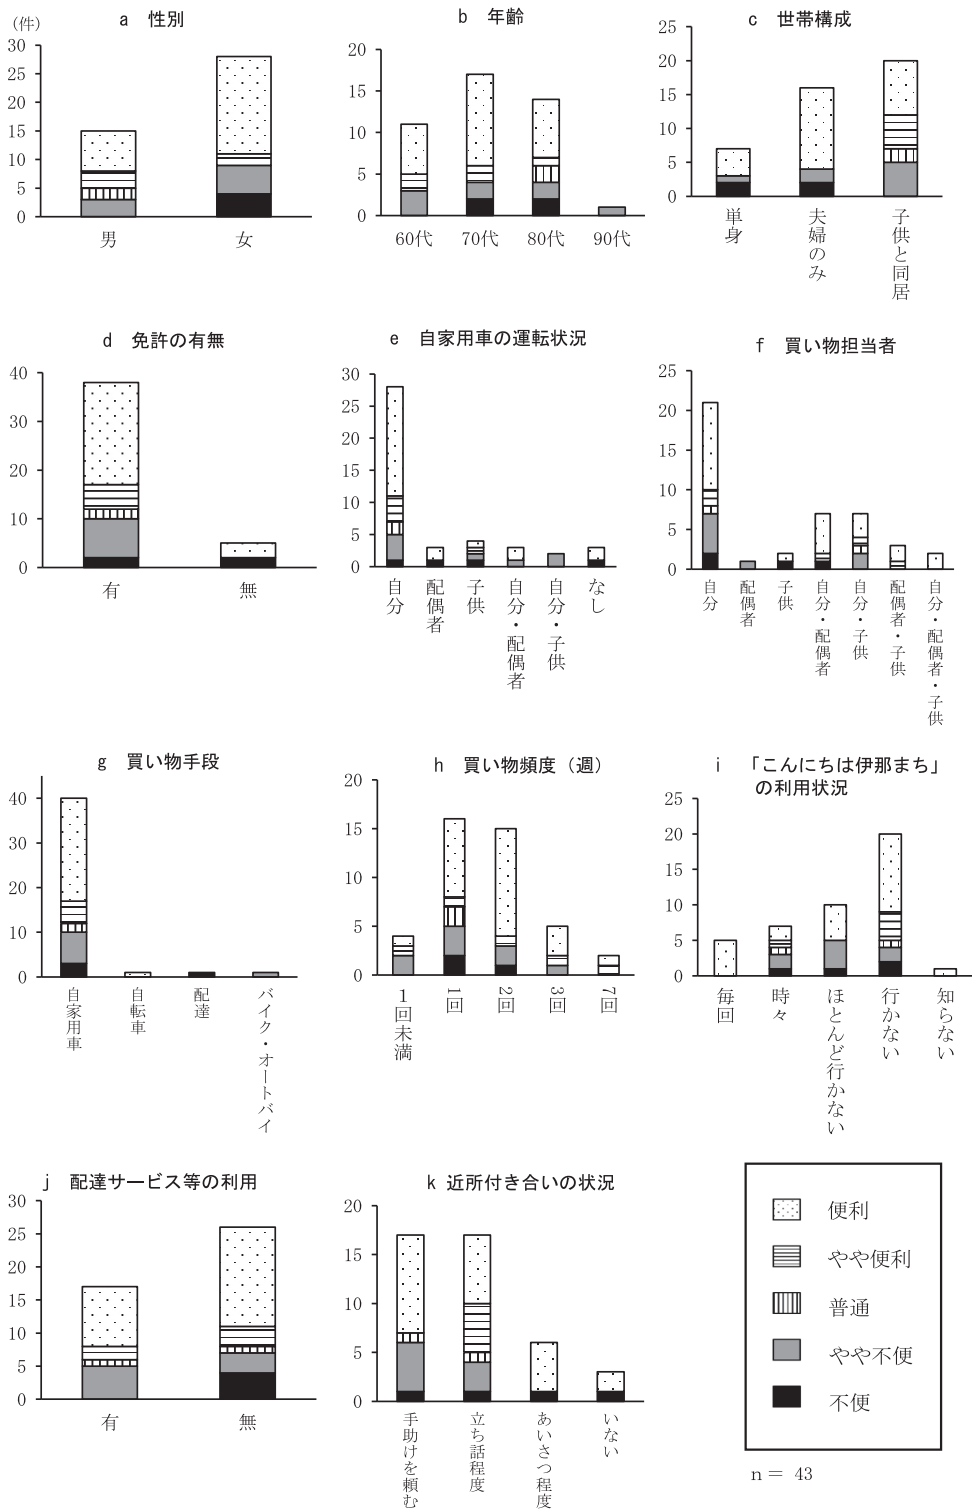 (件)
a 性別
30
25
20
15
10
5
0
男
女
b 年齢
20
15
10
5
0
60代
70代
80代
90代
c 世帯構成
25
20
15
10
5
0
単身
夫婦のみ
子供と同居
d 免許の有無
40
30
20
10
0
有
無
e 自家用車の運転状況
30
25
20
15
10
5
0
自分
配偶者
子供
自分・配偶者
自分・子供
なし
f 買い物担当者
25
20
15
10
5
0
自分
配偶者
子供
自分・配偶者
自分・子供
配偶者・子供
自分・配偶者・子供
g 買い物手段
40
30
20
10
0
自家用車
自転車
配達
バイク・オートバイ
h 買い物頻度(週)
20
15
10
5
0
1回未満
1回
2回
3回
7回
i 「こんにちは伊那まち」
の利用状況
25
20
15
10
5
0
毎回
時々
ほとんど行かない
行かない
知らない
j 配達サービス等の利用
30
25
20
15
10
5
0
有
無
k 近所付き合いの状況
20
15
10
5
0
手助けを頼む
立ち話程度
あいさつ程度
いない
便利
やや便利
普通
やや不便
不便
n = 43